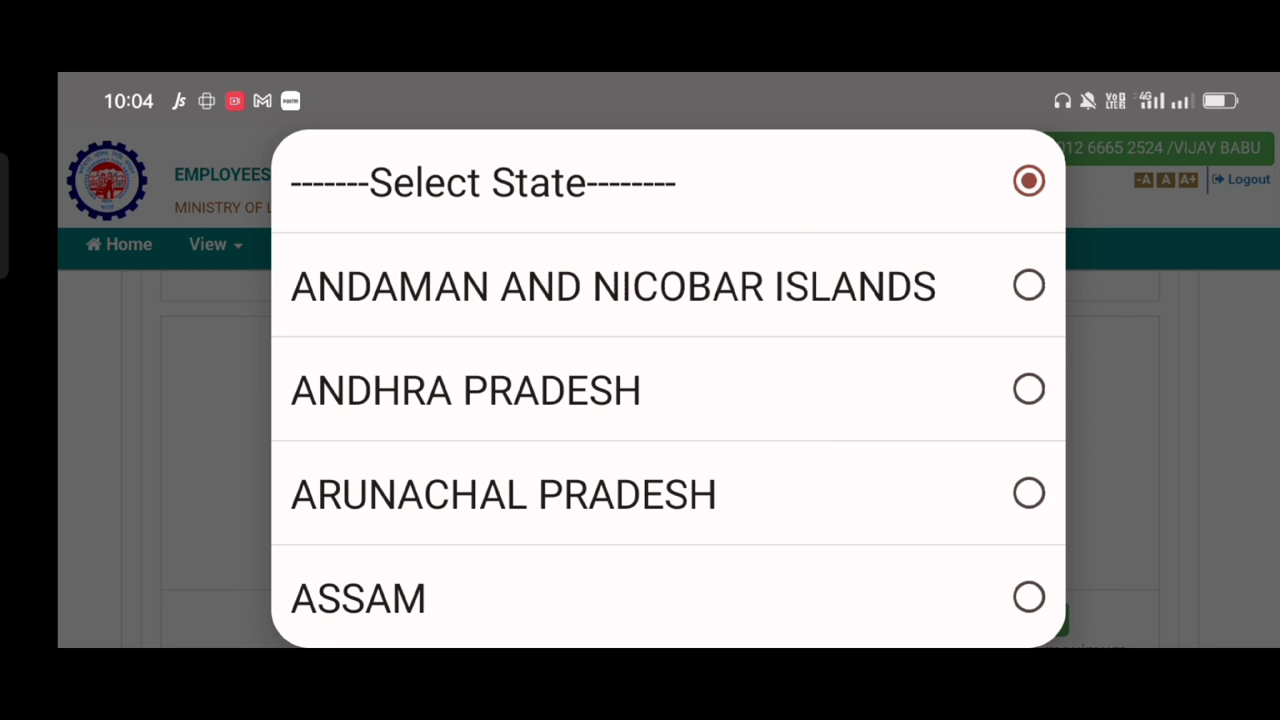 10:04
4G
EMPLOYEES
MINISTRY OF
012 6665 2524 /VIJAY BABU
-A A A+ Logout
Home View
-------Select State--------
ANDAMAN AND NICOBAR ISLANDS
ANDHRA PRADESH
ARUNACHAL PRADESH
ASSAM